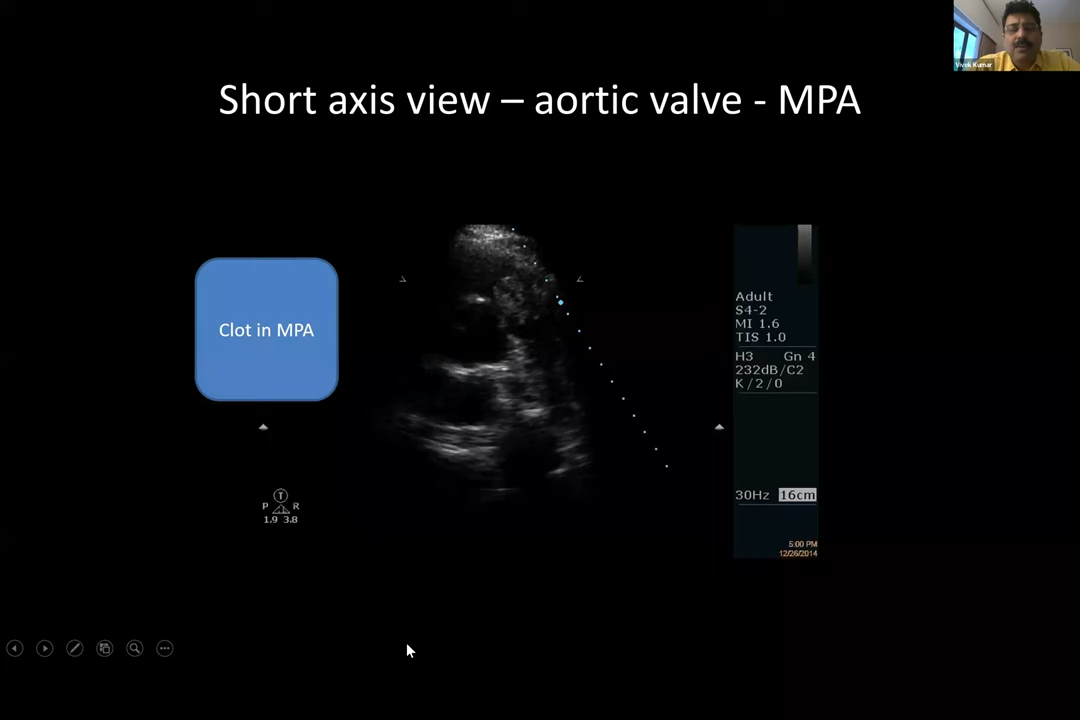 Vivek Kumar
Short axis view – aortic valve - MPA
Clot in MPA
Adult
S4-2
MI 1.6
TIS 1.0
H3 Gn 4
232dB/C2
K/2/0
T
P R
1.9 3.8
30Hz 16cm
5:00 PM
12/26/2014